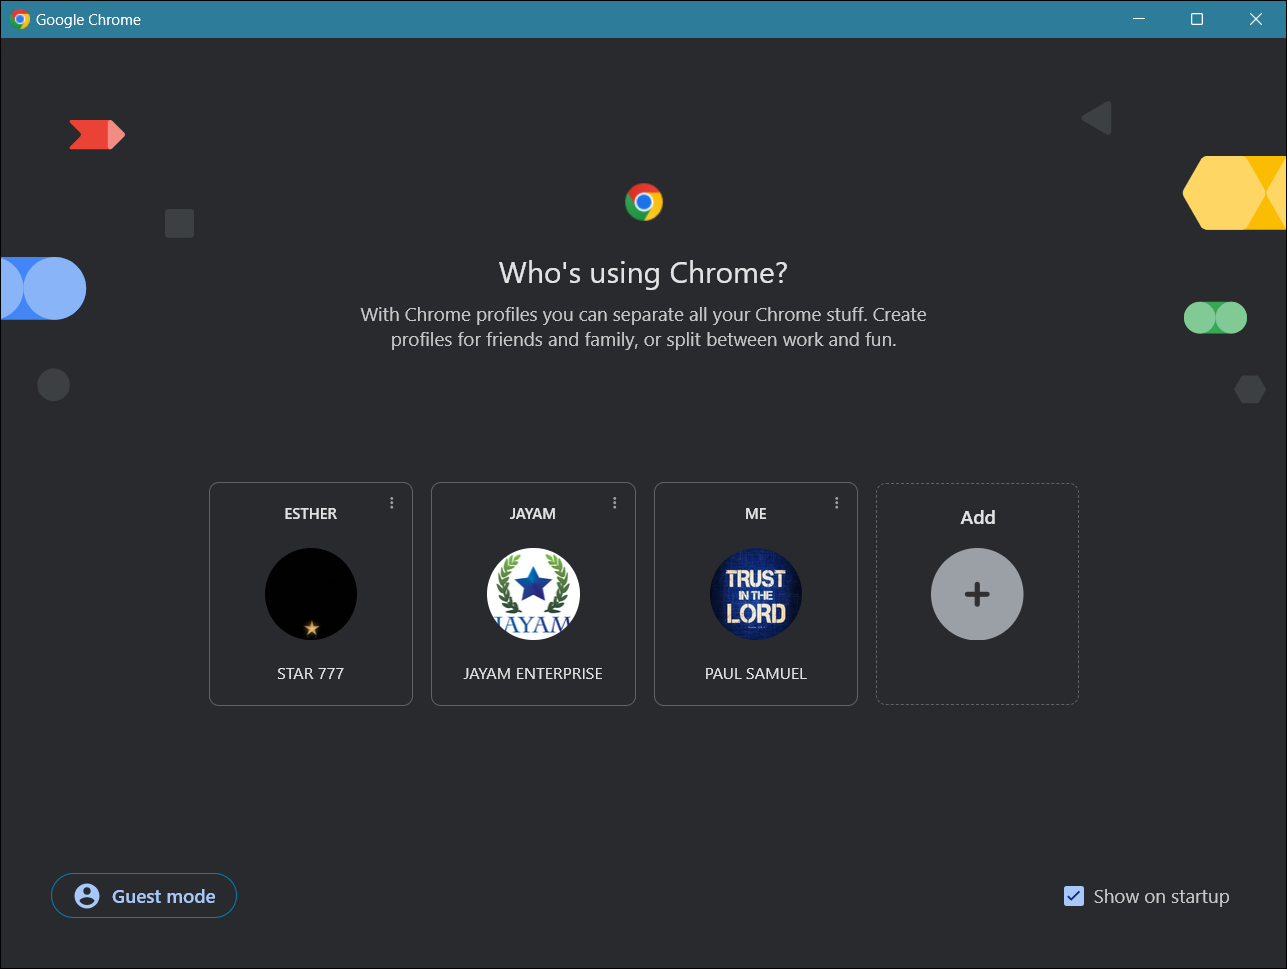 Google Chrome
Who's using Chrome?
With Chrome profiles you can separate all your Chrome stuff. Create
profiles for friends and family, or split between work and fun.
ESTHER
STAR 777
JAYAM
JAYAM
JAYAM ENTERPRISE
ME
TRUST
IN THE
LORD
PAUL SAMUEL
Add
Guest mode
Show on startup